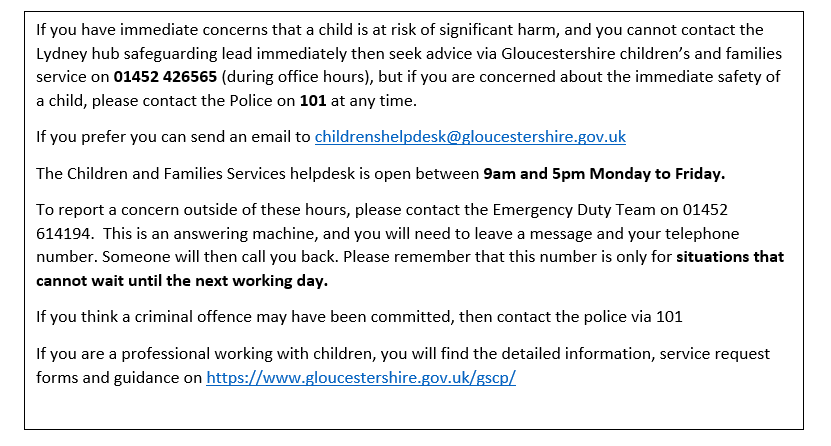 If you have immediate concerns that a child is at risk of significant harm, and you cannot contact the
Lydney hub safeguarding lead immediately then seek advice via Gloucestershire children’s and families
service on 01452 426565 (during office hours), but if you are concerned about the immediate safety of
a child, please contact the Police on 101 at any time.
If you prefer you can send an email to childrenshelpdesk@gloucestershire.gov.uk
The Children and Families Services helpdesk is open between 9am and 5pm Monday to Friday.
To report a concern outside of these hours, please contact the Emergency Duty Team on 01452
614194.  This is an answering machine, and you will need to leave a message and your telephone
number. Someone will then call you back. Please remember that this number is only for situations that
cannot wait until the next working day.
If you think a criminal offence may have been committed, then contact the police via 101
If you are a professional working with children, you will find the detailed information, service request
forms and guidance on https://www.gloucestershire.gov.uk/gscp/